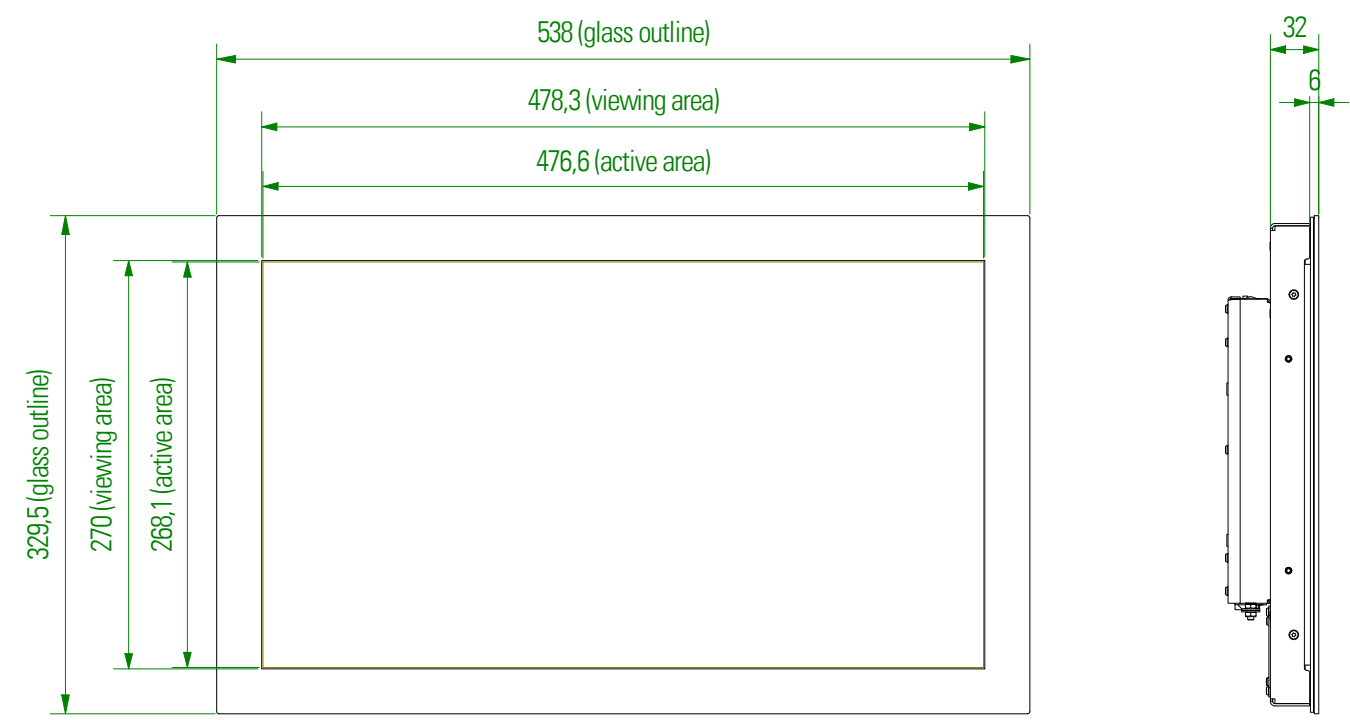 538 (glass outline)
32
6
478,3 (viewing area)
476,6 (active area)
329,5 (glass outline)
270 (viewing area)
268,1 (active area)